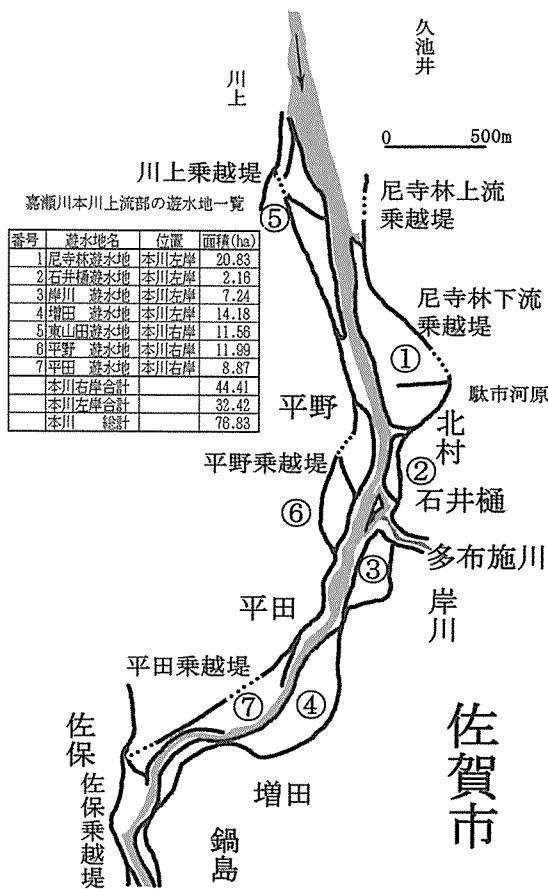 久池井
川上
0 500m
川上乗越堤
尼寺林上流
乗越堤
嘉瀬川本川上流部の遊水地一覧
⑤
番号 遊水地名 位置 面積(ha)
1 尼寺林遊水地 本川左岸 20.83
2 石井樋遊水地 本川左岸 2.16
3 岸川 遊水地 本川左岸 7.24
4 増田 遊水地 本川左岸 14.18
5 東山田遊水地 本川右岸 11.56
6 平野 遊水地 本川右岸 11.99
7 平田 遊水地 本川右岸 8.87
本川右岸合計 44.41
本川左岸合計 32.42
本川 総計 76.83
尼寺林下流
乗越堤
①
駄市河原
平野
北村
平野乗越堤
②
石井樋
⑥
多布施川
③
岸川
平田
平田乗越堤
⑦
④
佐賀市
佐保
佐保乗越堤
増田
鍋島